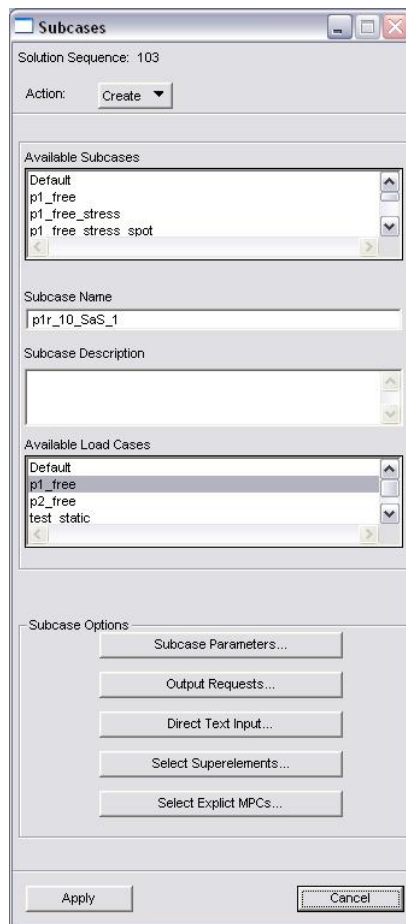 Subcases
Solution Sequence: 103
Action: Create
Available Subcases
Default
p1_free
p1_free_stress
p1_free_stress_spot
Subcase Name
p1r_10_SaS_1
Subcase Description
Available Load Cases
Default
p1_free
p2_free
test_static
Subcase Options
Subcase Parameters...
Output Requests...
Direct Text Input...
Select Superelements...
Select Explict MPCs...
Apply Cancel